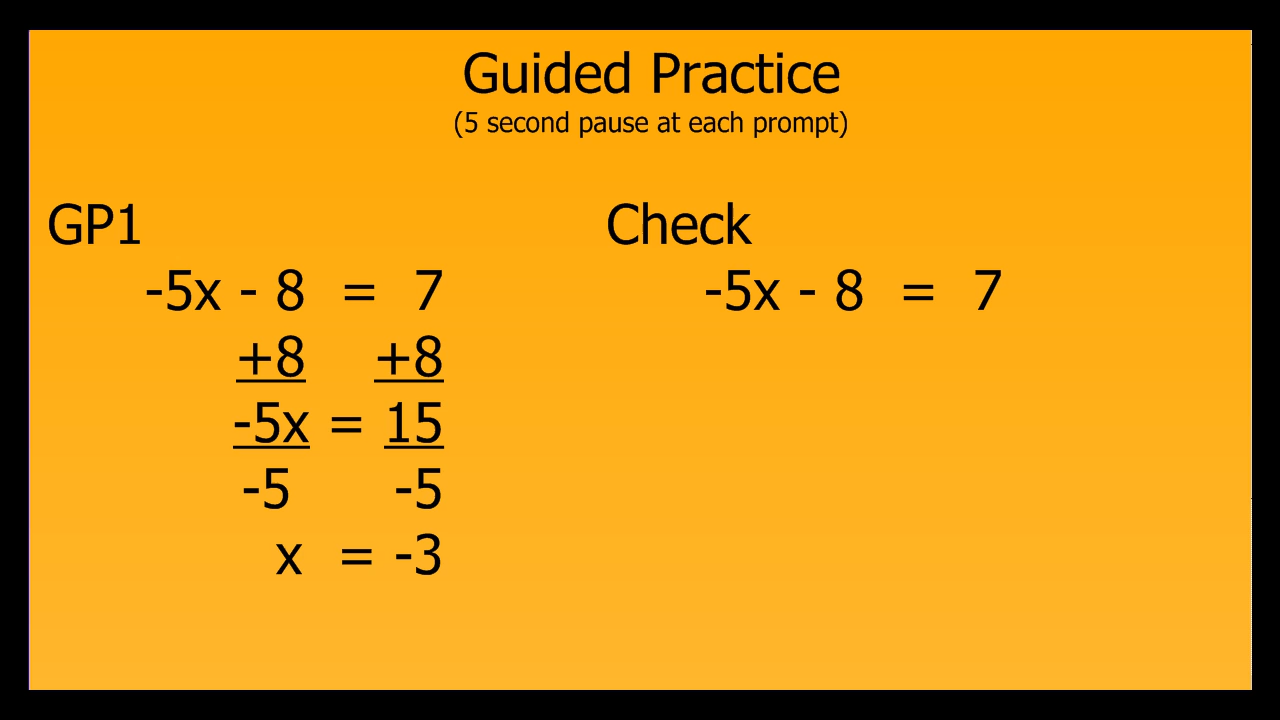 Guided Practice
(5 second pause at each prompt)
GP1
-5x - 8 = 7
+8 +8
-5x = 15
-5 -5
x = -3
Check
-5x - 8 = 7